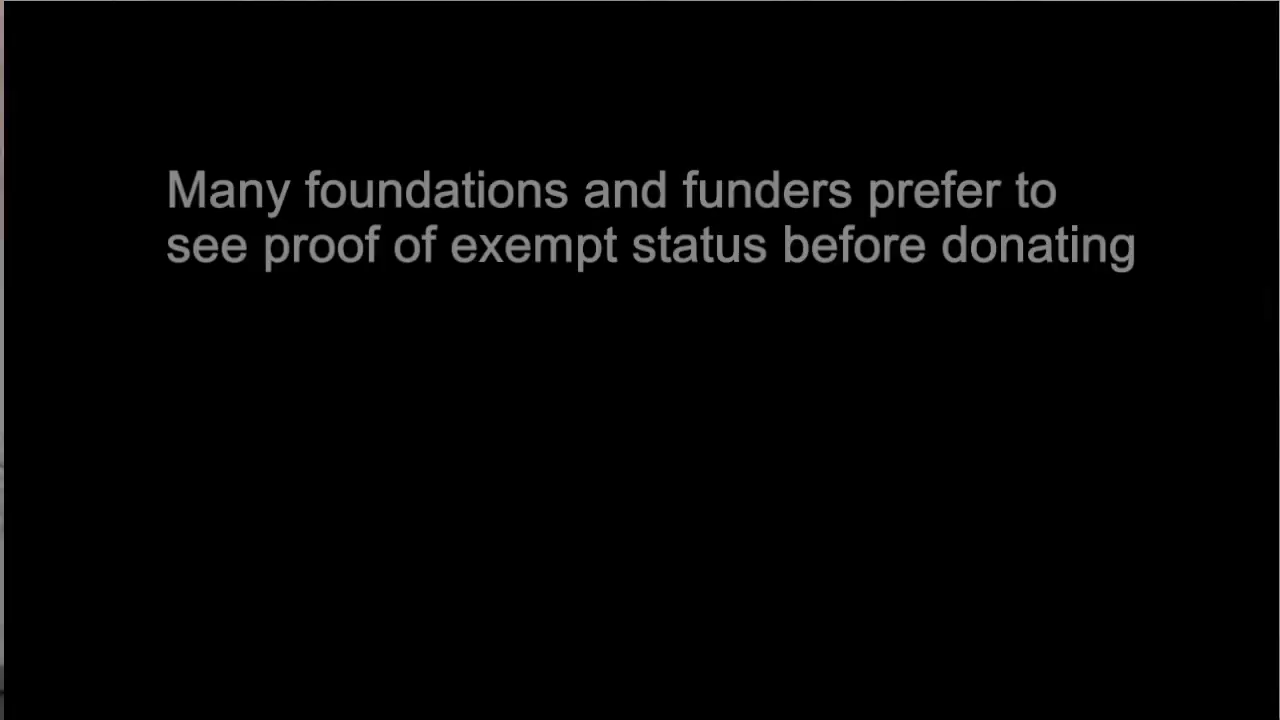 Many foundations and funders prefer to
see proof of exempt status before donating